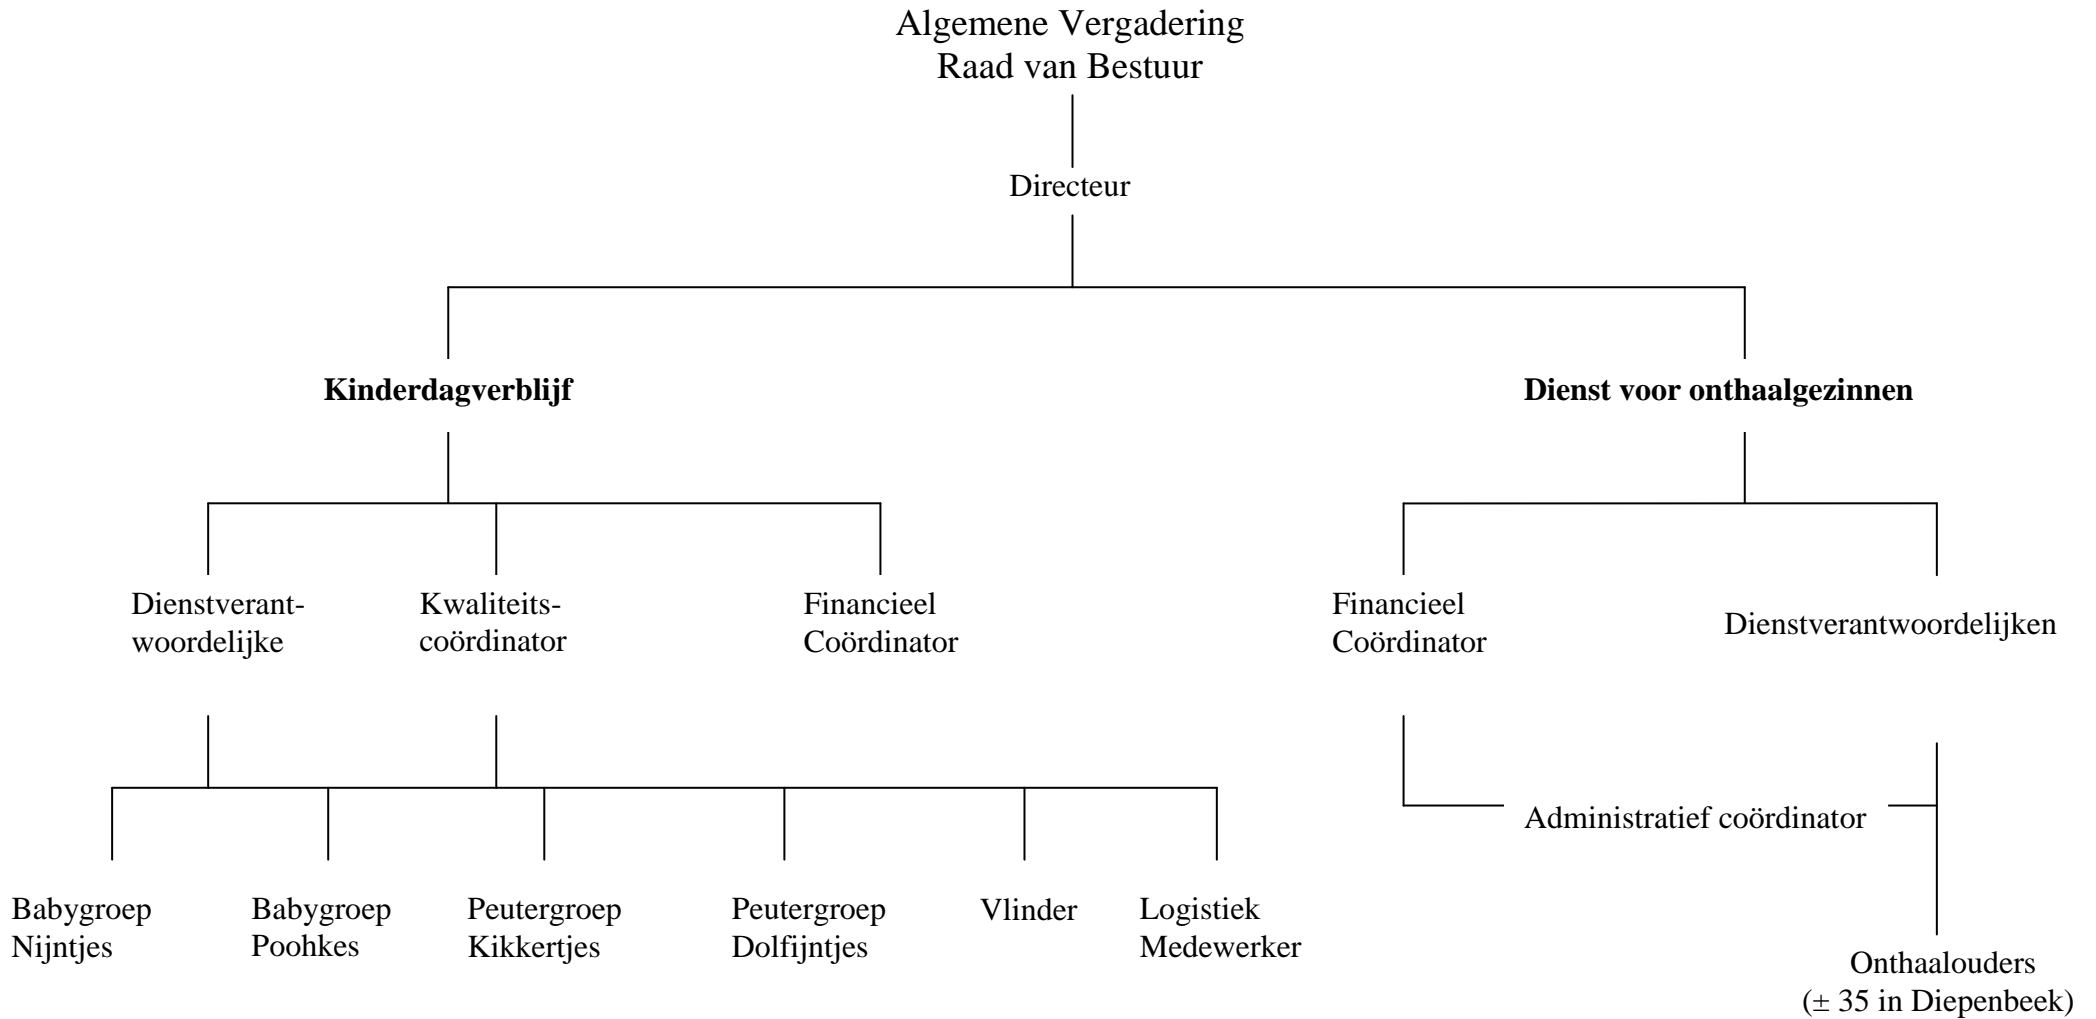 Algemene Vergadering
Raad van Bestuur
Directeur
Kinderdagverblijf
Dienst voor onthaalgezinnen
Dienstverant-
woordelijke
Kwaliteits-
coördinator
Financieel
Coördinator
Financieel
Coördinator
Dienstverantwoordelijken
Administratief coördinator
Babygroep
Nijntjes
Babygroep
Poohkes
Peutergroep
Kikkertjes
Peutergroep
Dolfijntjes
Vlinder
Logistiek
Medewerker
Onthaalouders
(± 35 in Diepenbeek)